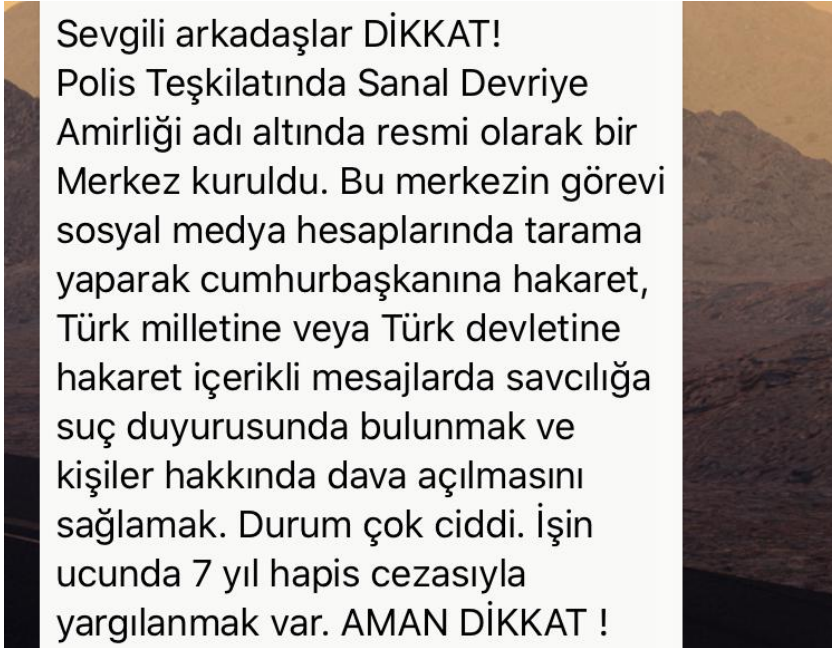 Sevgili arkadaşlar DİKKAT!
Polis Teşkilatında Sanal Devriye
Amirliği adı altında resmi olarak bir
Merkez kuruldu. Bu merkezin görevi
sosyal medya hesaplarında tarama
yaparak cumhurbaşkanına hakaret,
Türk milletine veya Türk devletine
hakaret içerikli mesajlarda savcılığa
suç duyurusunda bulunmak ve
kişiler hakkında dava açılmasını
sağlamak. Durum çok ciddi. İşin
ucunda 7 yıl hapis cezasıyla
yargılanmak var. AMAN DİKKAT !